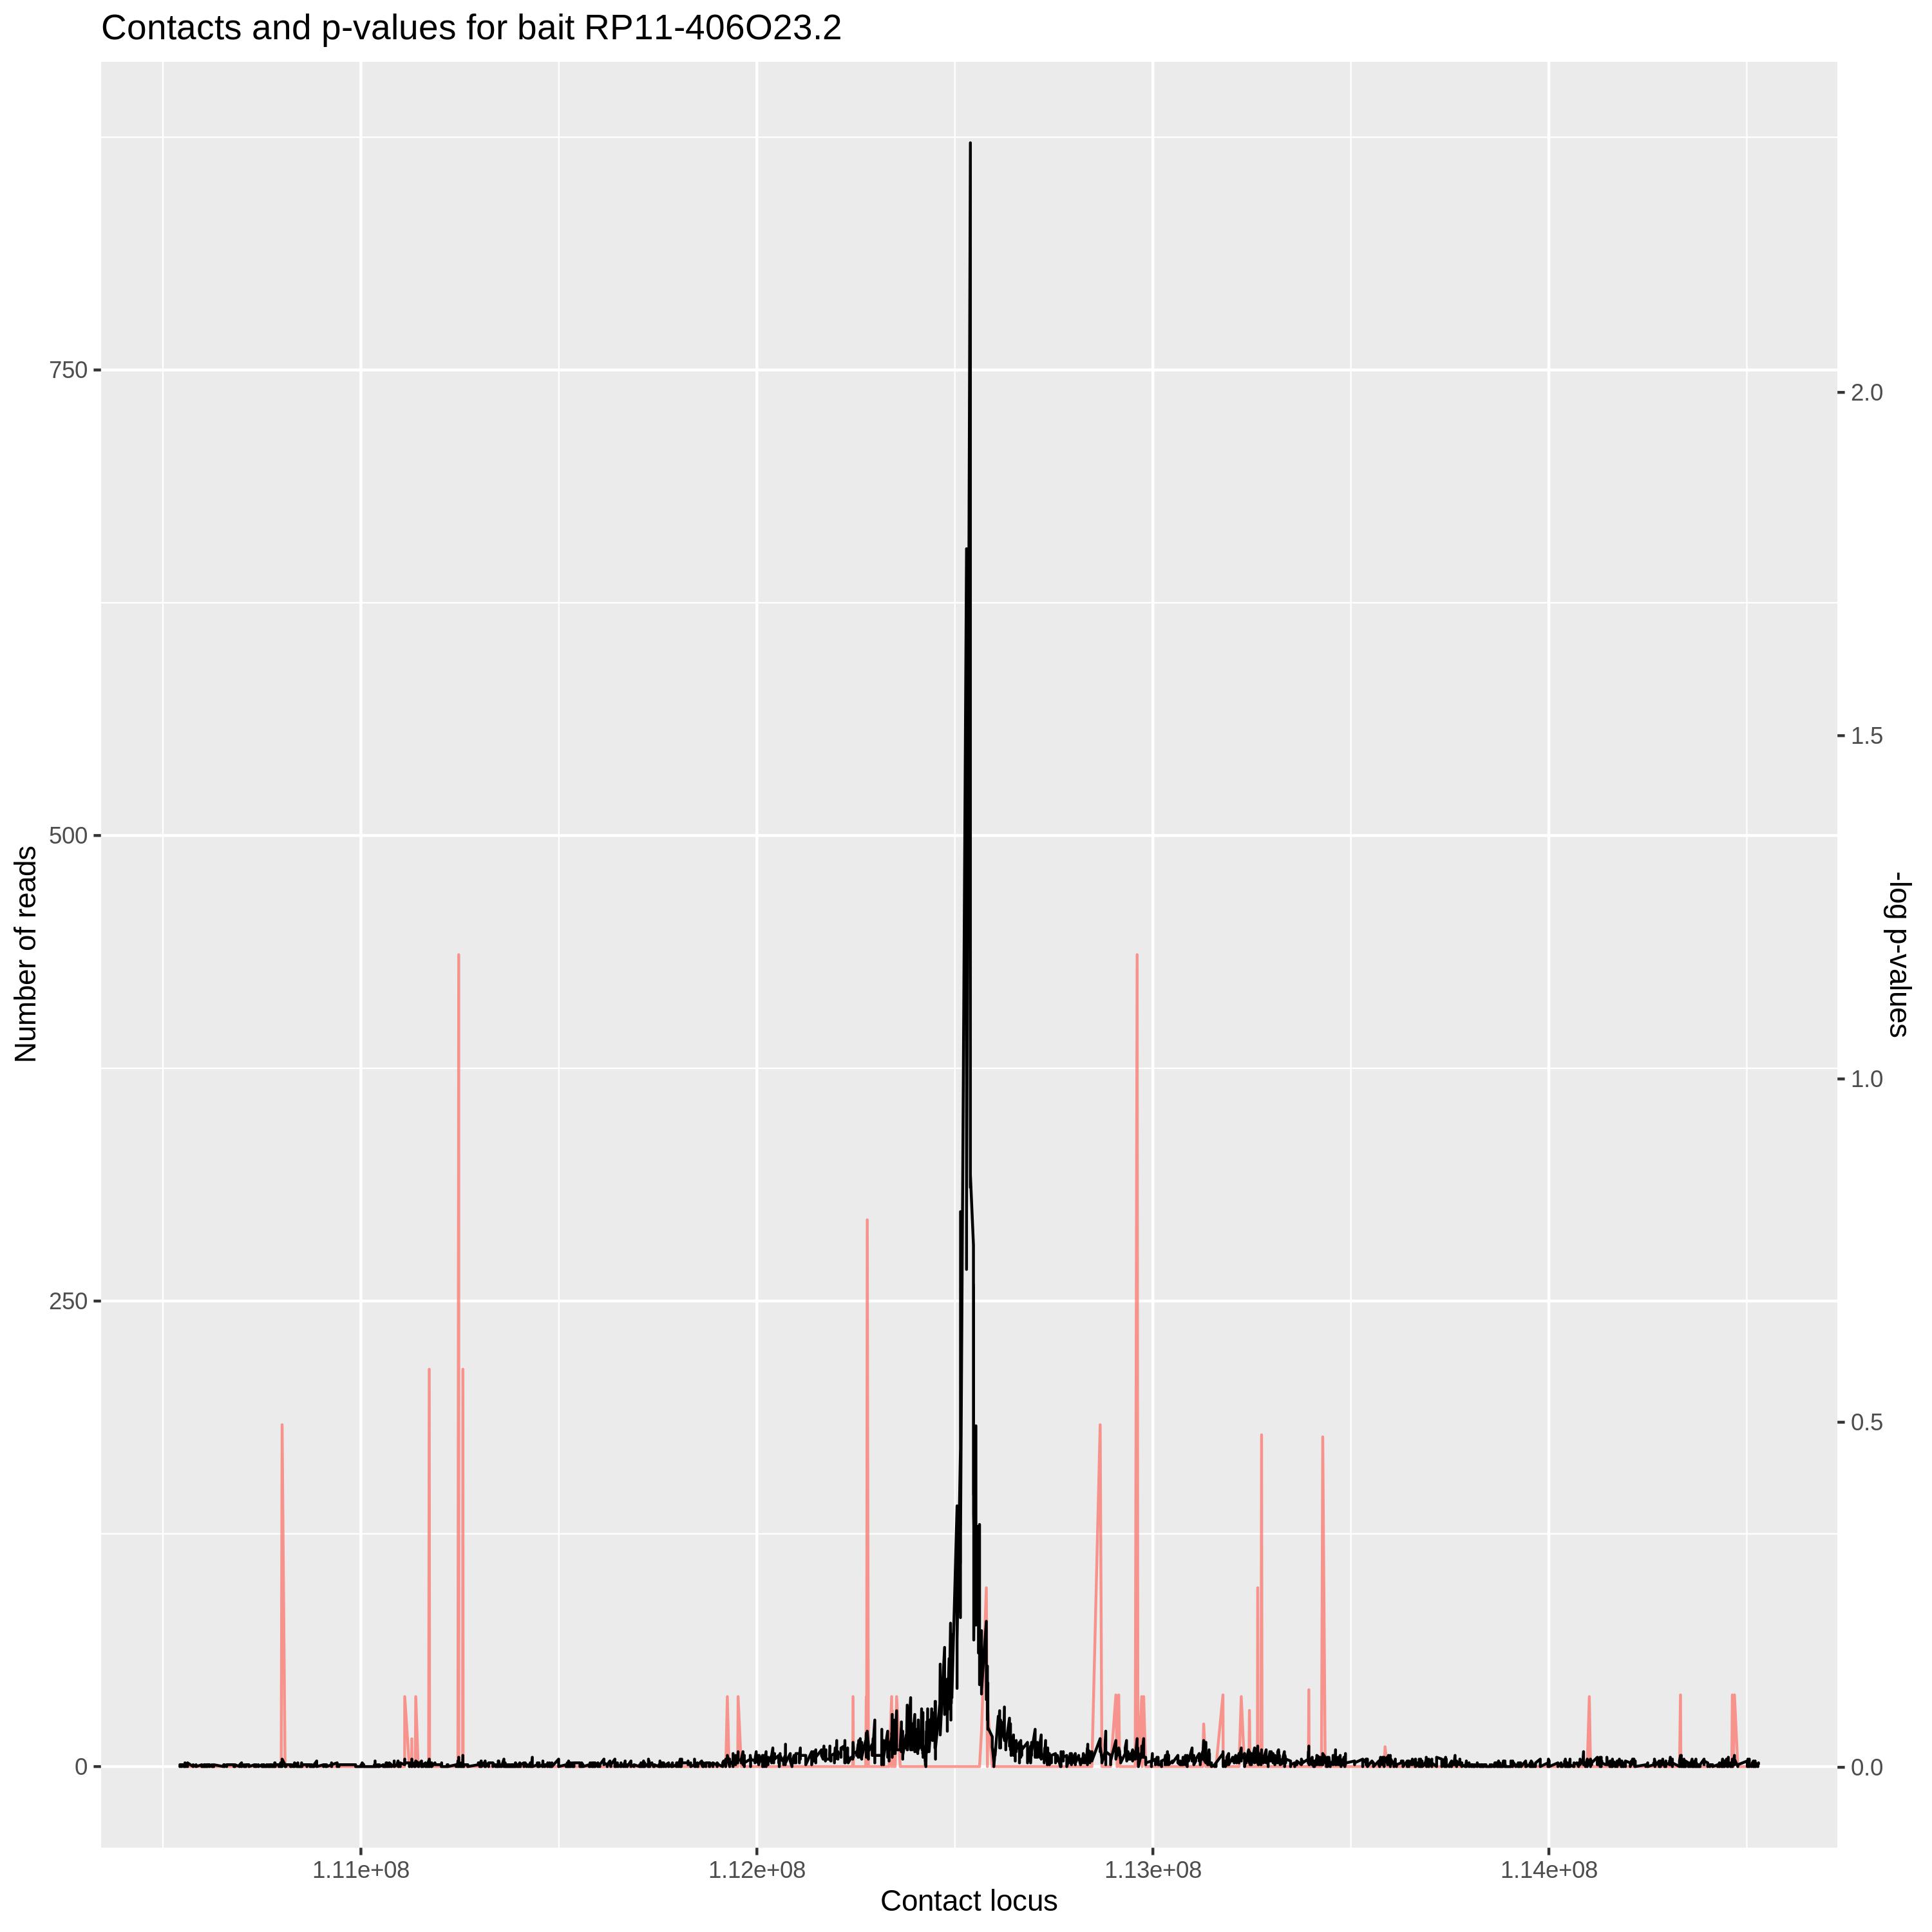 Contacts and p-values for bait RP11-406O23.2
Number of reads
750
500
250
0
2.0
1.5
1.0
0.5
0.0
-log p-values
1.11e+08
1.12e+08
1.13e+08
1.14e+08
Contact locus